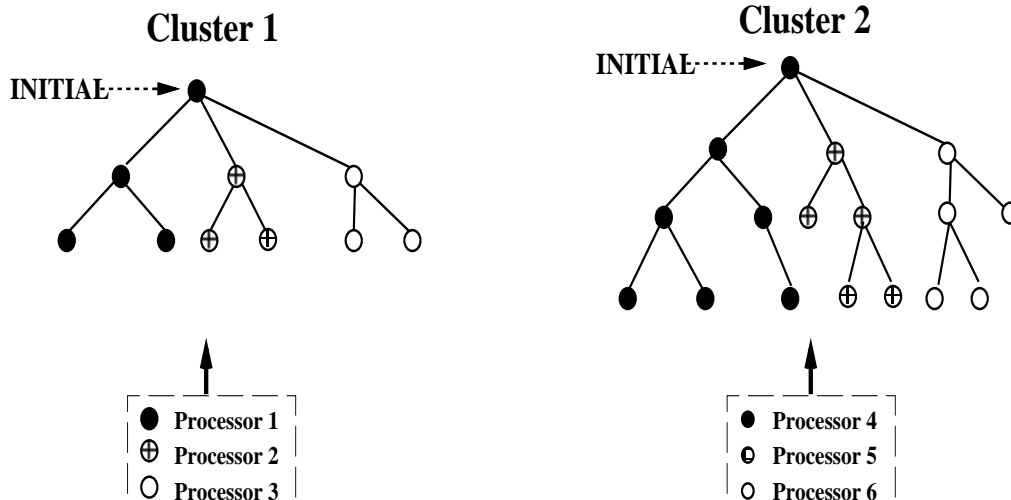 Cluster 1
INITIAL
Processor 1
Processor 2
Processor 3
Cluster 2
INITIAL
Processor 4
Processor 5
Processor 6